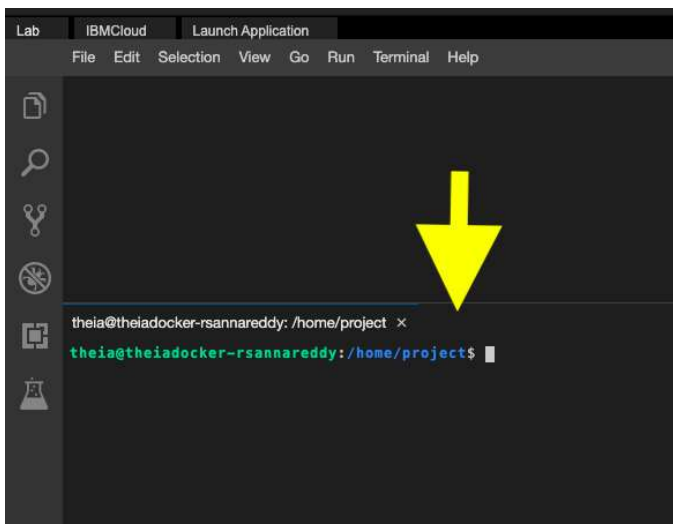 Lab IBMCloud Launch Application
File Edit Selection View Go Run Terminal Help
theia@theiadocker-rsannareddy: /home/project ×
theia@theiadocker-rsannareddy:/home/project$